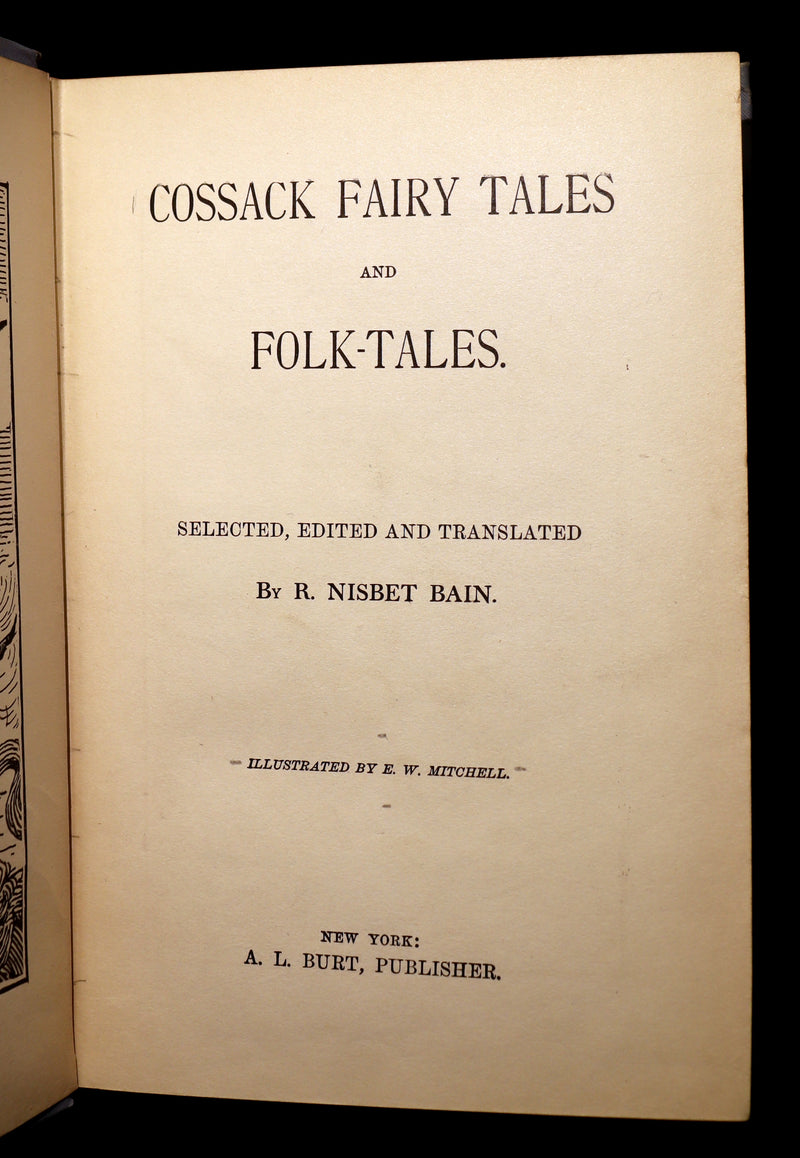 COSSACK FAIRY TALES
AND
FOLK-TALES.
SELECTED, EDITED AND TRANSLATED
By R. NISBET BAIN.
ILLUSTRATED BY E. W. MITCHELL.
NEW YORK:
A. L. BURT, PUBLISHER.